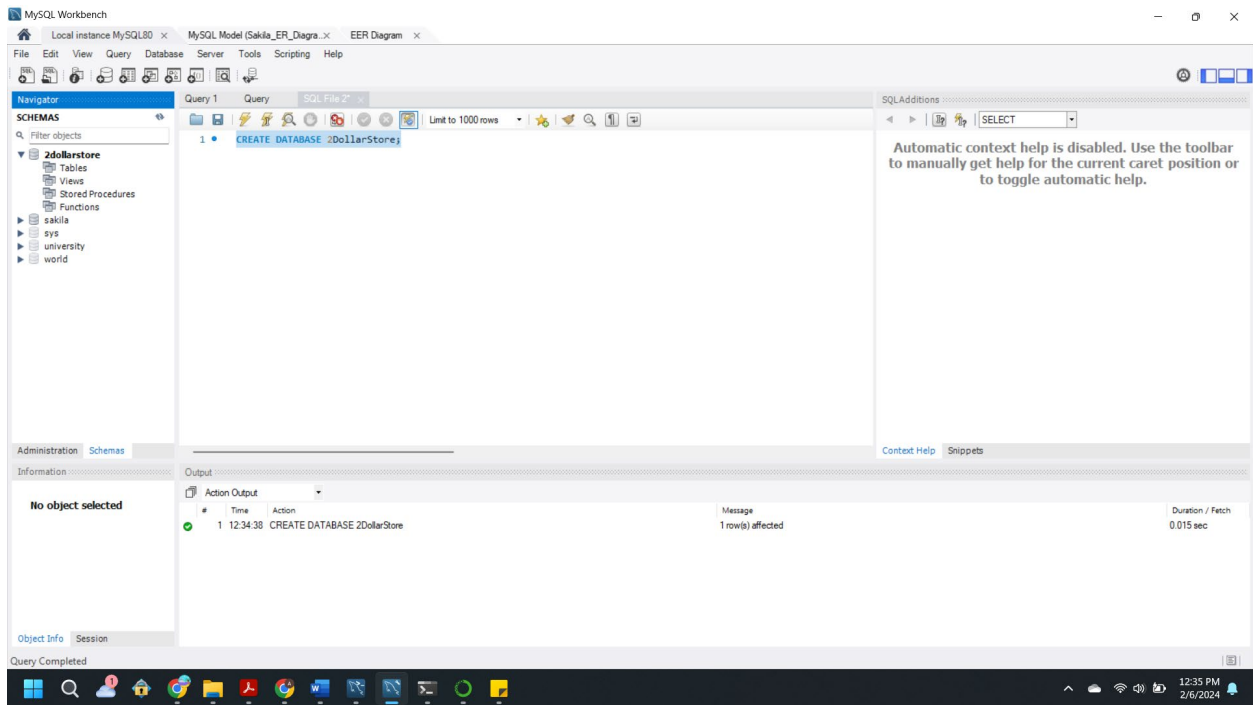 MySQL Workbench
Local instance MySQL80 × MySQL Model (Sakila_ER_Diagra..× EER Diagram ×
File Edit View Query Database Server Tools Scripting Help
Navigator
SCHEMAS
Filter objects
2dollarstore
Tables
Views
Stored Procedures
Functions
sakila
sys
university
world
Administration Schemas
Information
No object selected
Object Info Session
Query 1 Query SQL File 2* ×
Limit to 1000 rows
1 CREATE DATABASE 2DollarStore;
SQLAdditions
SELECT
Automatic context help is disabled. Use the toolbar
to manually get help for the current caret position or
to toggle automatic help.
Context Help Snippets
Output
Action Output
# Time Action Message Duration / Fetch
1 12:34:38 CREATE DATABASE 2DollarStore 1 row(s) affected 0.015 sec
Query Completed
12:35 PM
2/6/2024